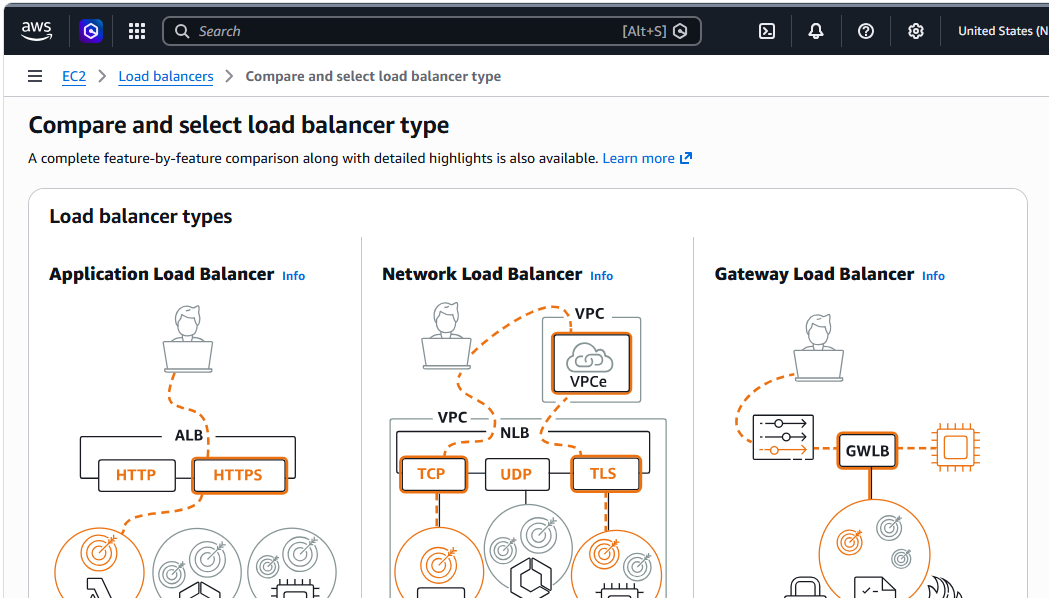 aws
Search
[Alt+S]
United States (N
EC2
Load balancers
Compare and select load balancer type
Compare and select load balancer type
A complete feature-by-feature comparison along with detailed highlights is also available. Learn more
Load balancer types
Application Load Balancer Info
ALB
HTTP
HTTPS
Network Load Balancer Info
VPC
VPCe
VPC
NLB
TCP
UDP
TLS
Gateway Load Balancer Info
GWLB